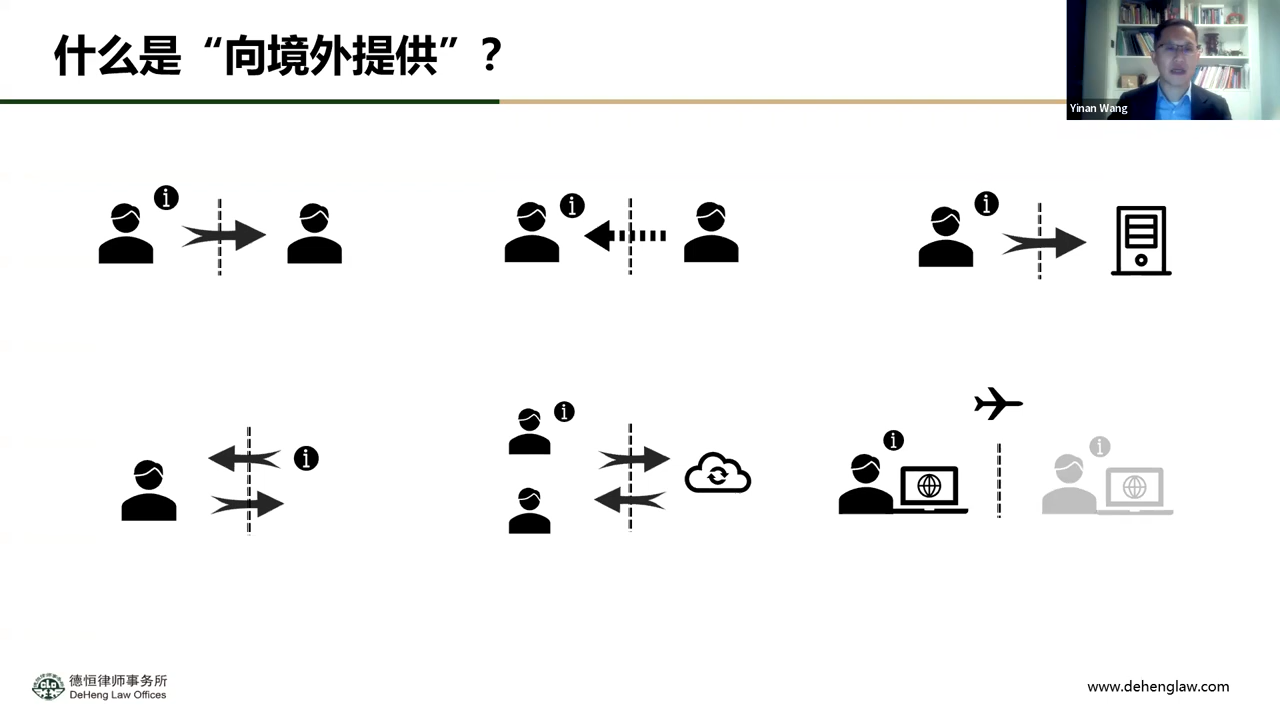 什么是“向境外提供”？
Yinan Wang
德恒律师事务所
DeHeng Law Offices
www.dehenglaw.com